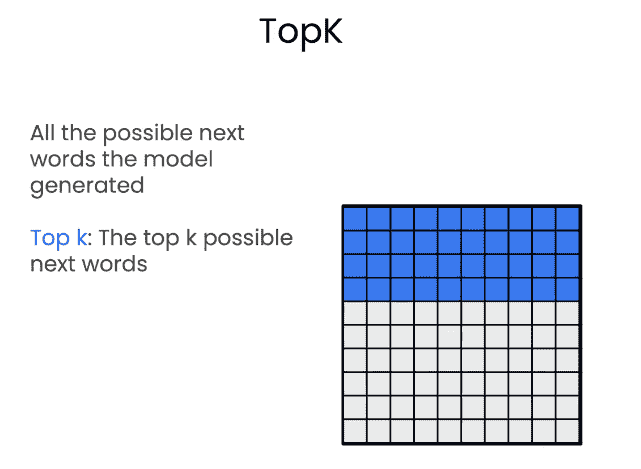 TopK
All the possible next
words the model
generated
Top k: The top k possible
next words